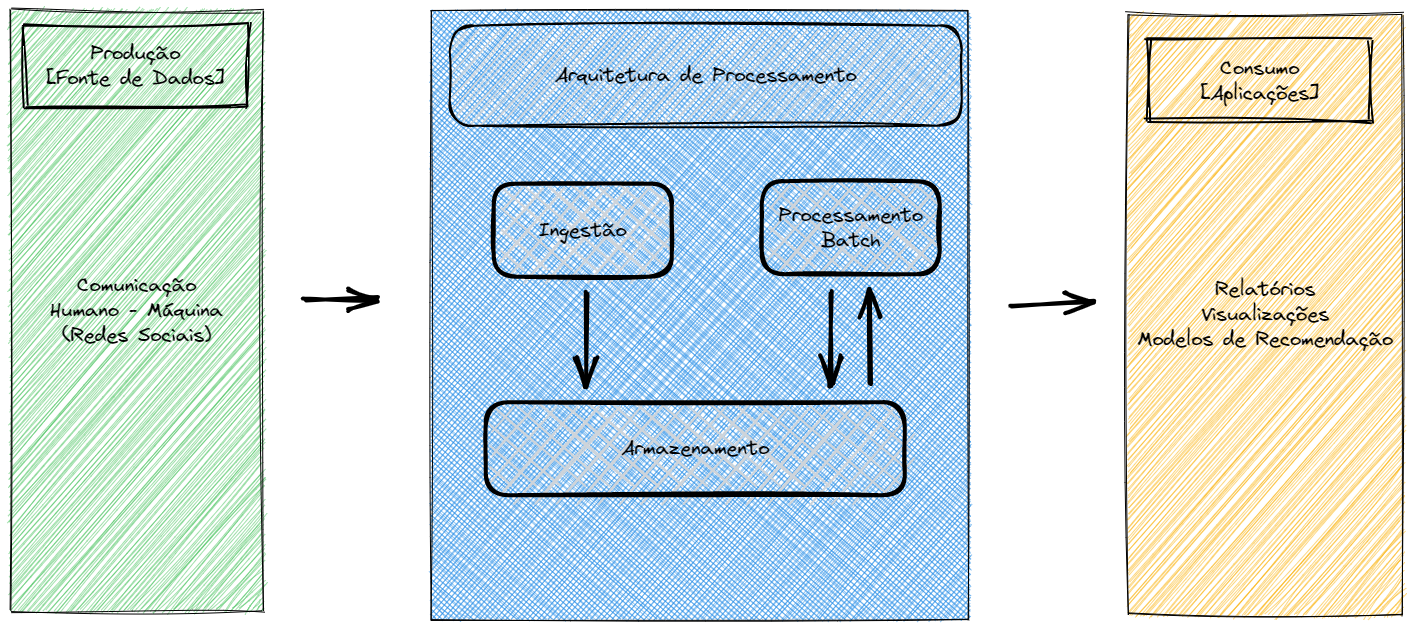 Produção
[Fonte de Dados]
Comunicação
Humano - Máquina
(Redes Sociais)
Arquitetura de Processamento
Ingestão
Processamento
Batch
Armazenamento
Consumo
[Aplicações]
Relatórios
Visualizações
Modelos de Recomendação